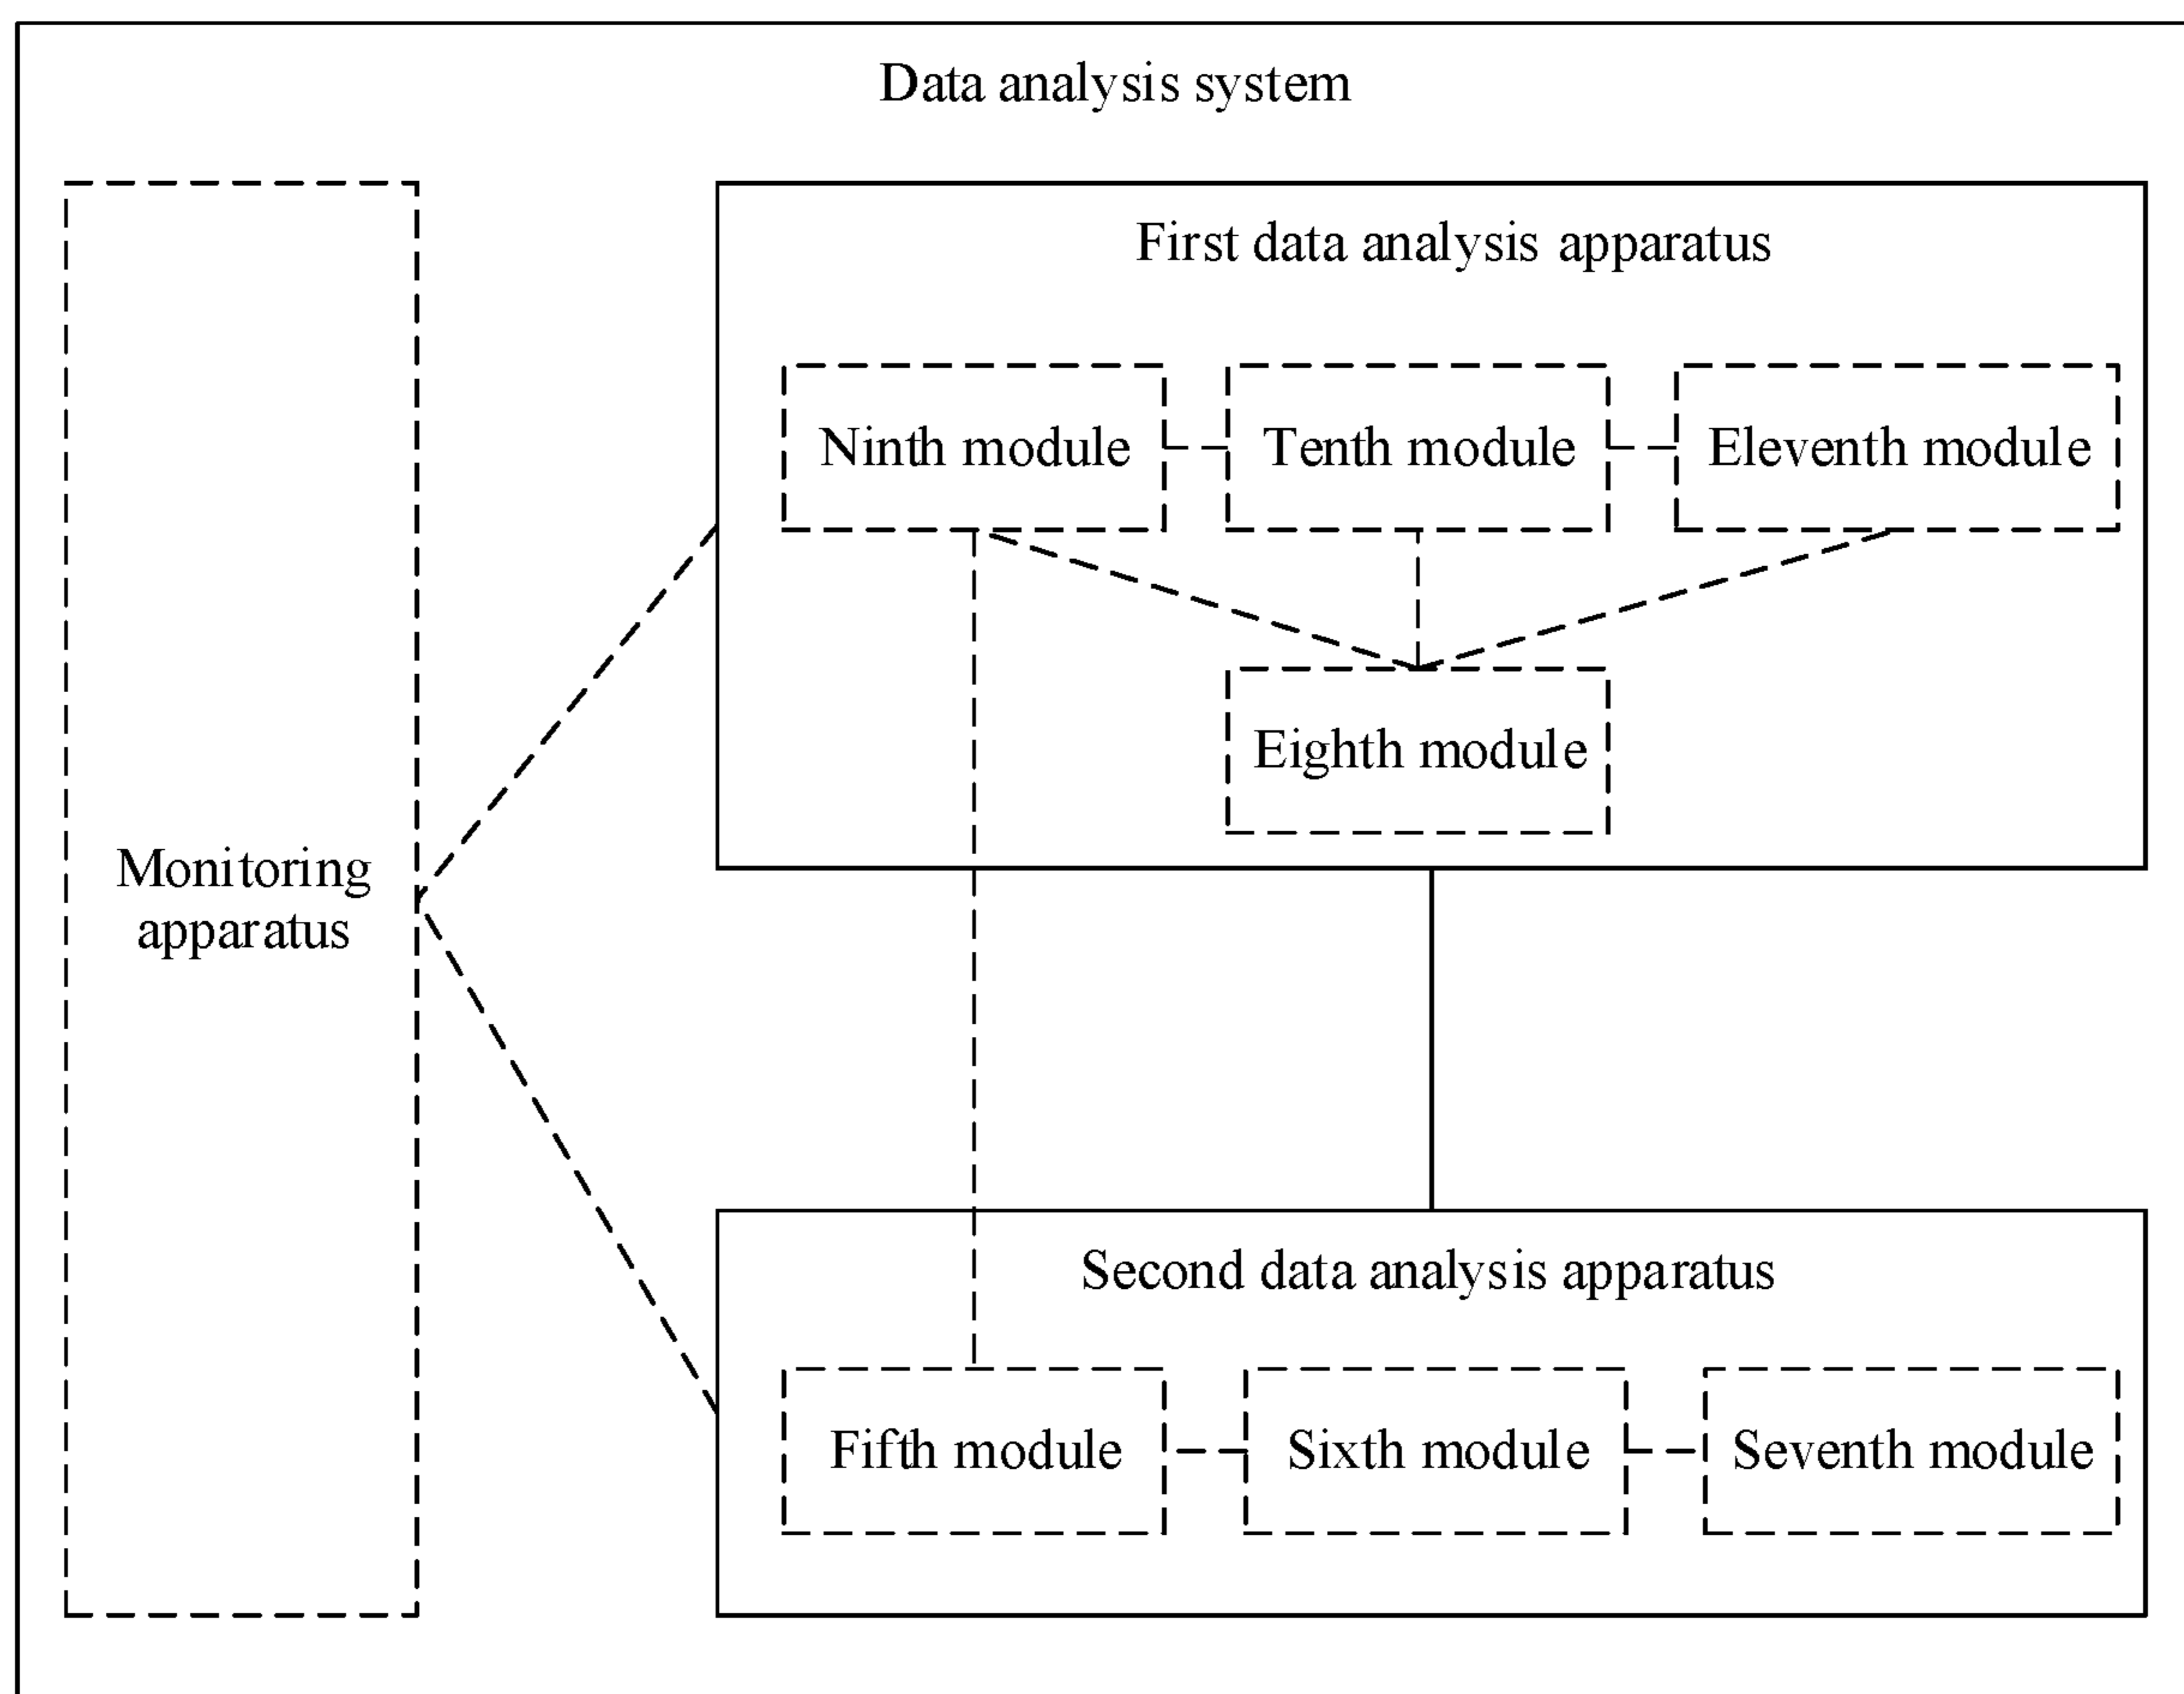 Data analysis system
First data analysis apparatus
Ninth module
Tenth module
Eleventh module
Eighth module
Monitoring
apparatus
Second data analysis apparatus
Fifth module
Sixth module
Seventh module